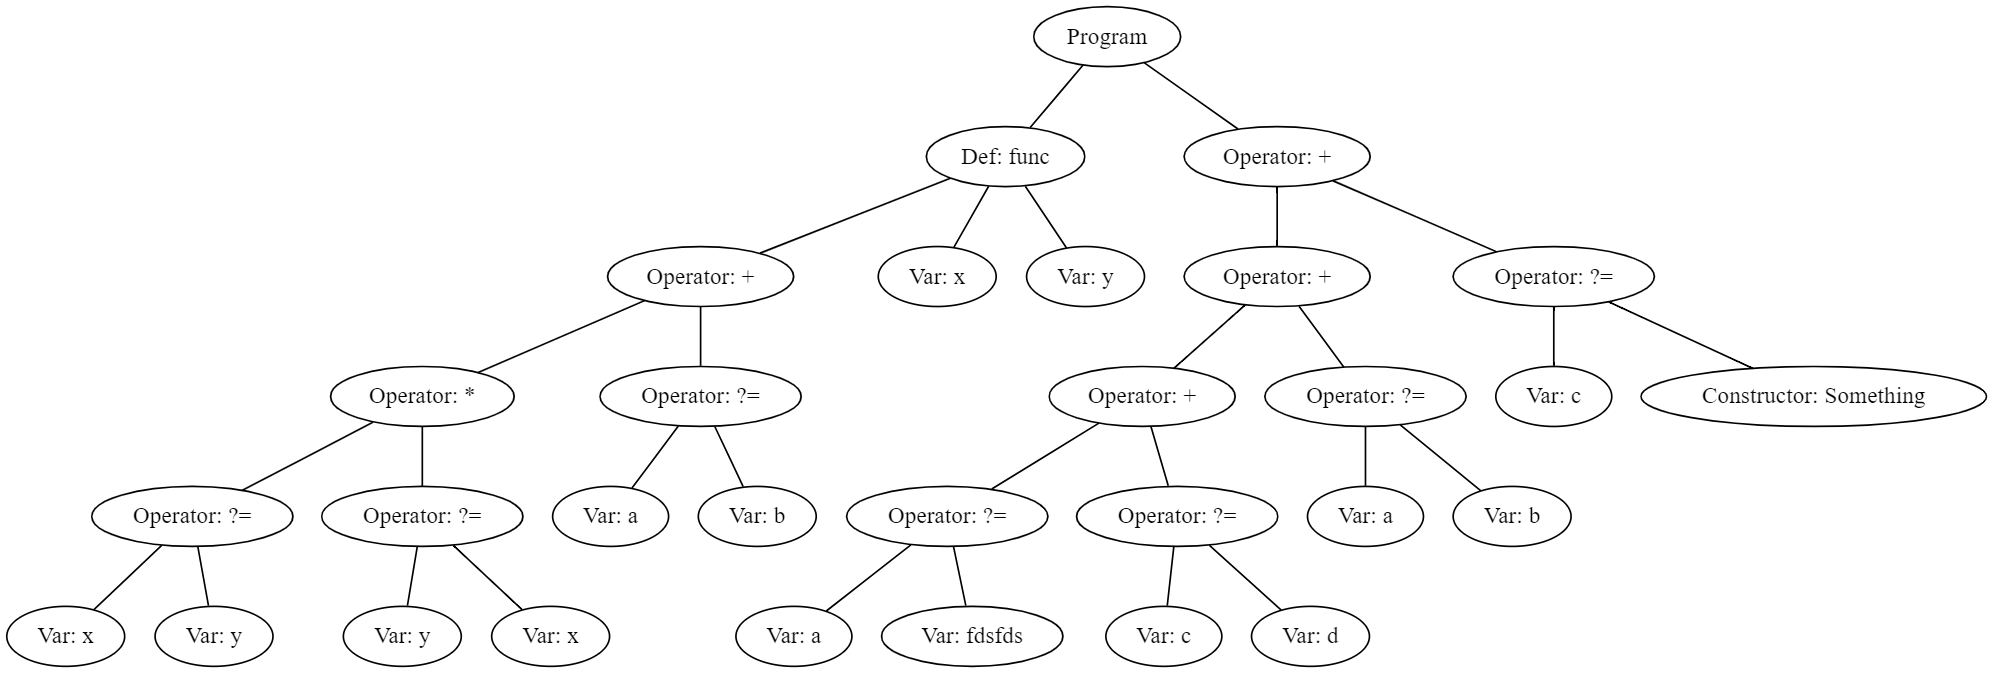 Program
Def: func
Operator: +
Operator: +
Var: x
Var: y
Operator: +
Operator: ?=
Operator: *
Operator: ?=
Operator: +
Operator: ?=
Var: c
Constructor: Something
Operator: ?=
Operator: ?=
Var: a
Var: b
Operator: ?=
Operator: ?=
Var: a
Var: b
Var: x
Var: y
Var: y
Var: x
Var: a
Var: fdsfds
Var: c
Var: d